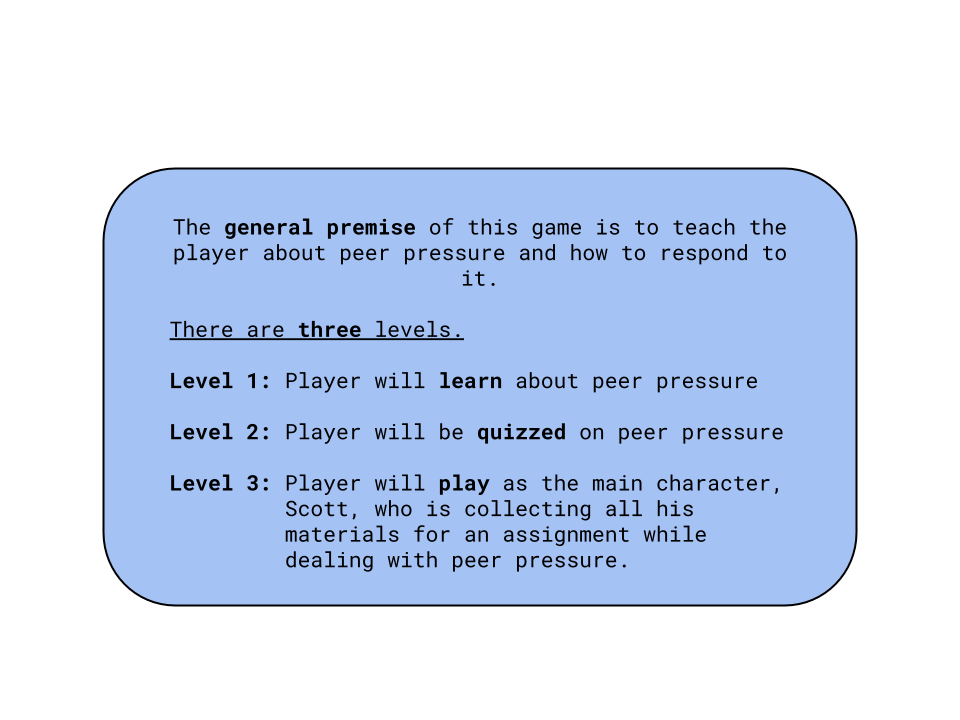 The general premise of this game is to teach the
player about peer pressure and how to respond to
it.
There are three levels.
Level 1: Player will learn about peer pressure
Level 2: Player will be quizzed on peer pressure
Level 3: Player will play as the main character,
Scott, who is collecting all his
materials for an assignment while
dealing with peer pressure.